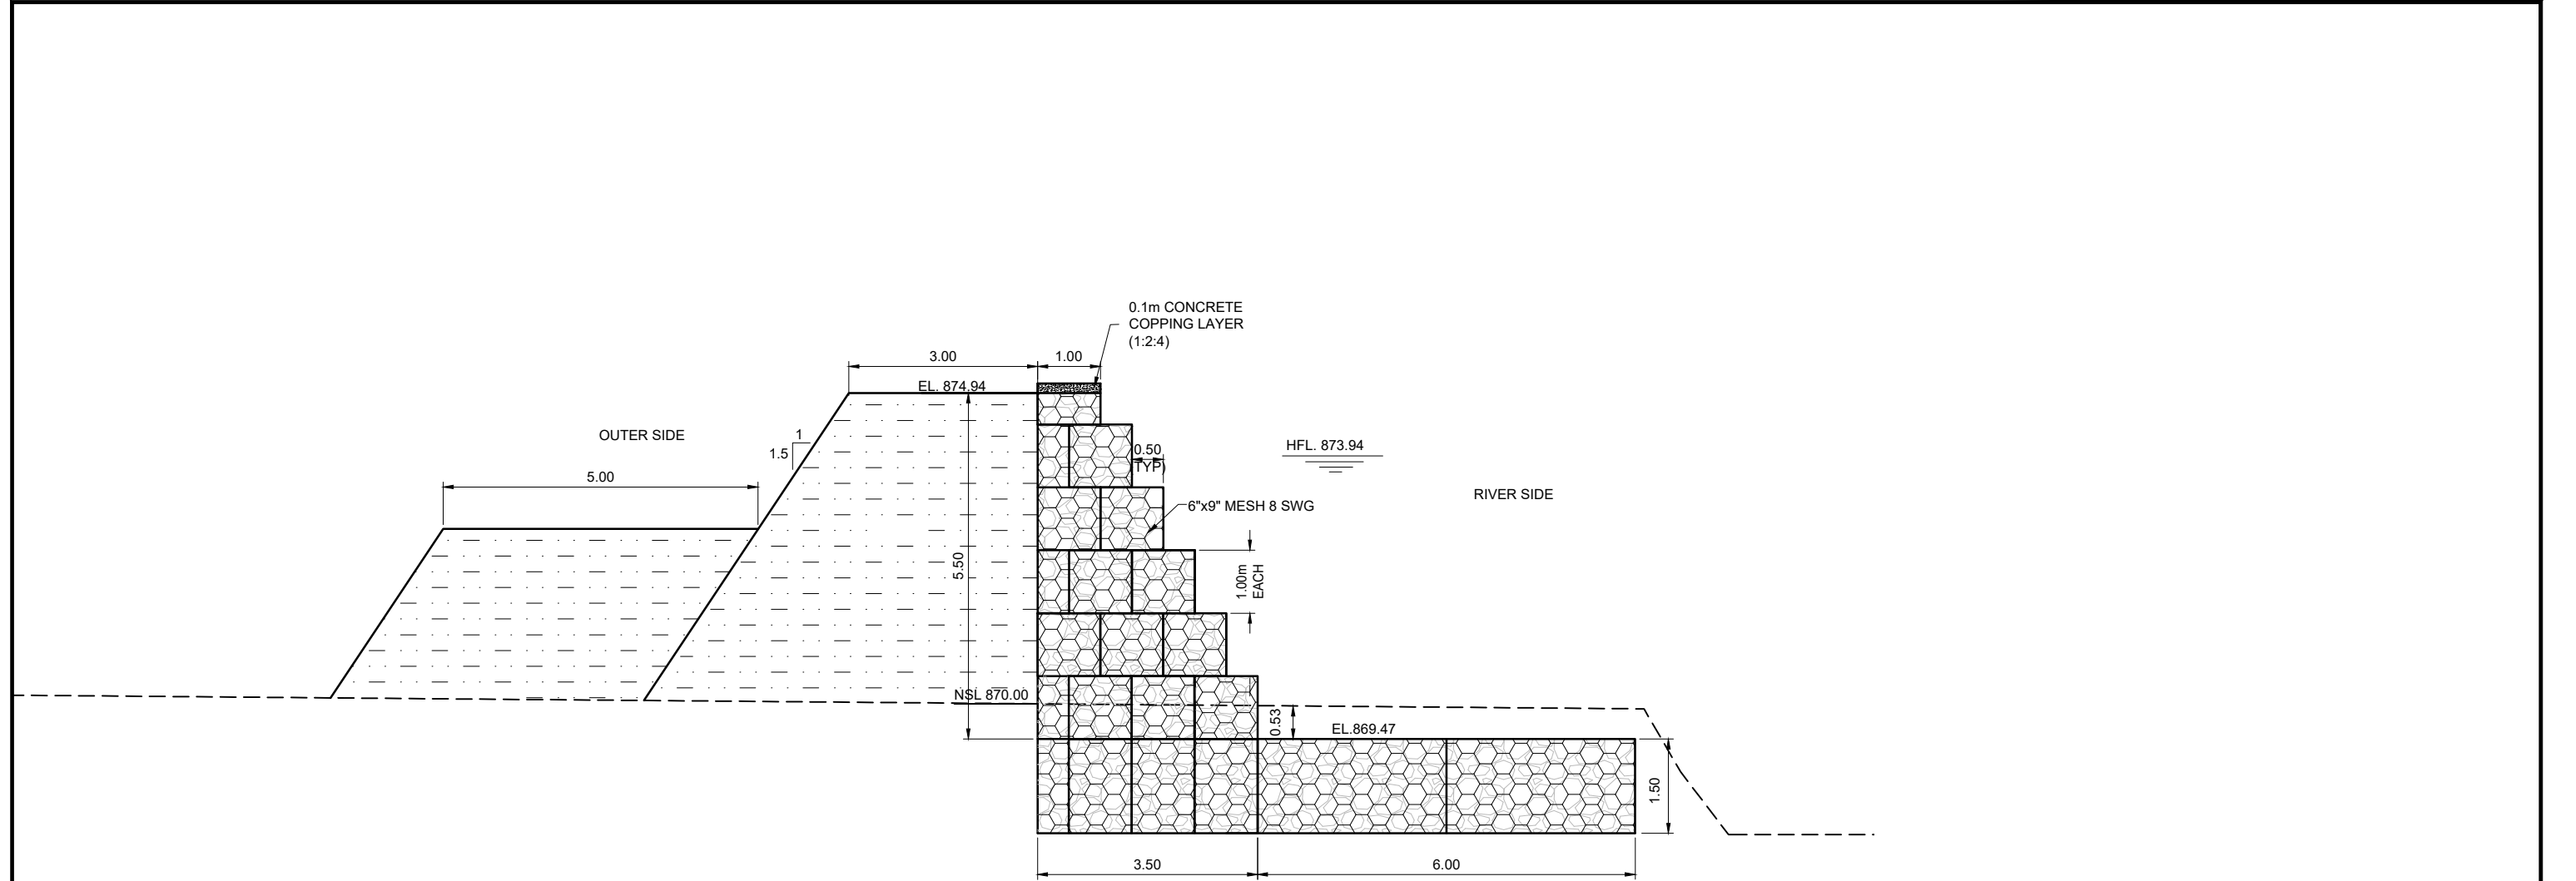 0.1m CONCRETE
COPPING LAYER
(1:2:4)
3.00
1.00
EL. 874.94
OUTER SIDE
1
1.5
HFL. 873.94
0.50
(TYP)
5.00
RIVER SIDE
6"x9" MESH 8 SWG
5.50
1.00m
EACH
NSL 870.00
0.53
EL.869.47
1.50
3.50
6.00